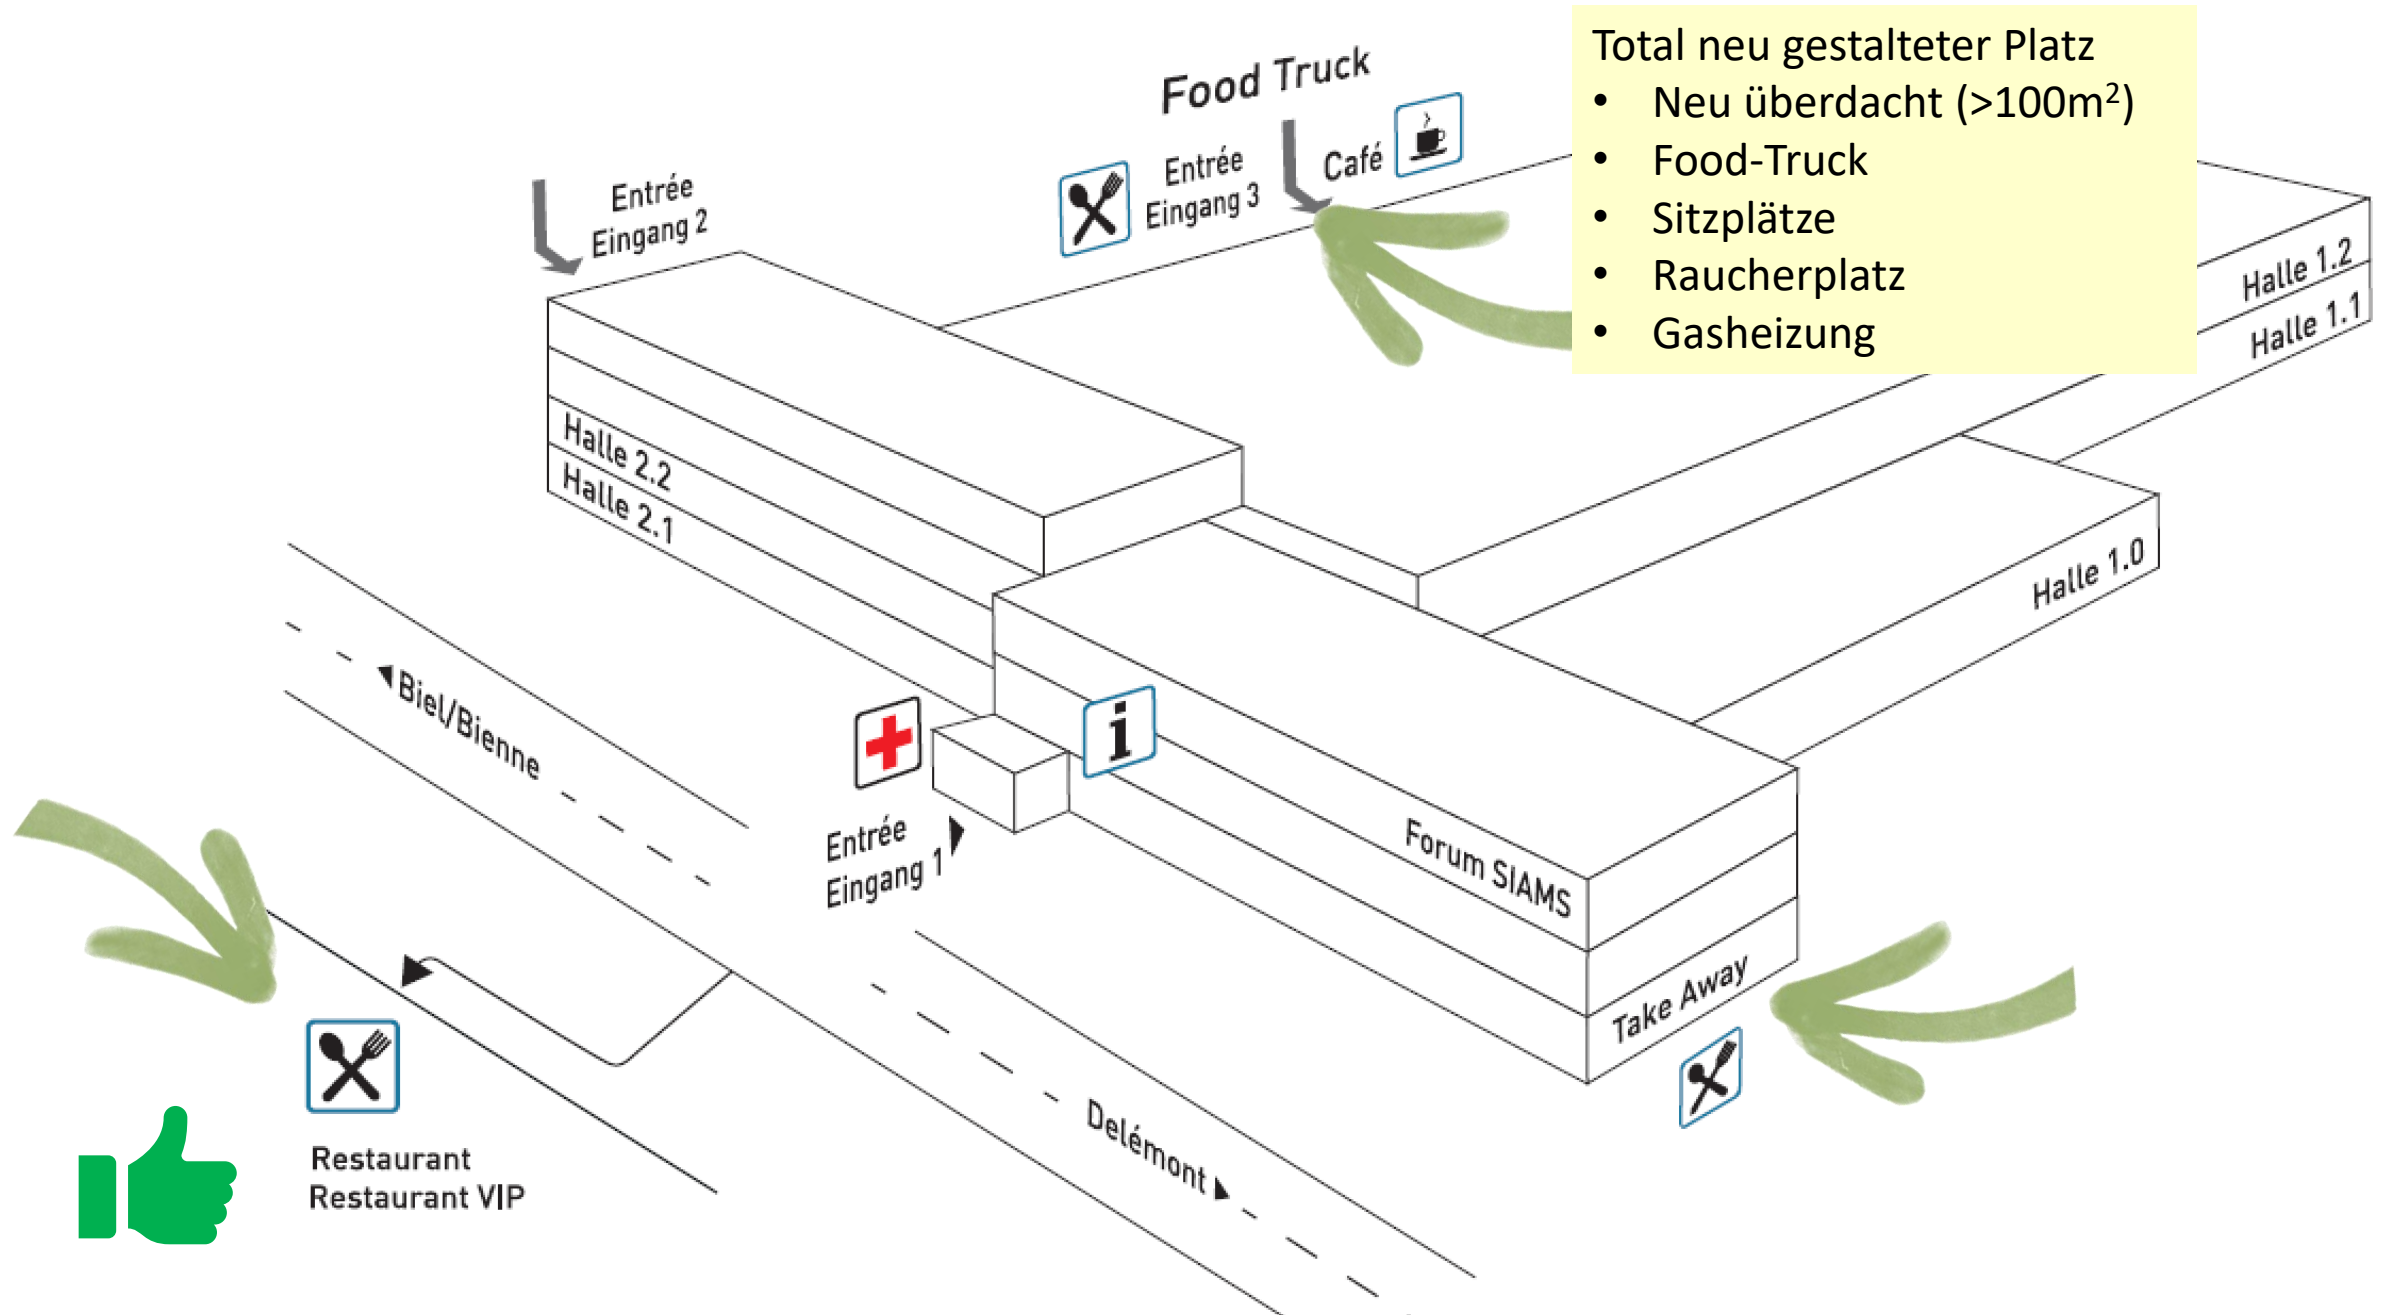 Total neu gestalteter Platz
• Neu überdacht (>100m²)
• Food-Truck
• Sitzplätze
• Raucherplatz
• Gasheizung
Food Truck
Entrée
Eingang 3
Café
Entrée
Eingang 2
Halle 1.2
Halle 1.1
Halle 2.2
Halle 2.1
Halle 1.0
Biel/Bienne
i
Entrée
Eingang 1
Forum SIAMS
Take Away
Delémont
Restaurant
Restaurant VIP